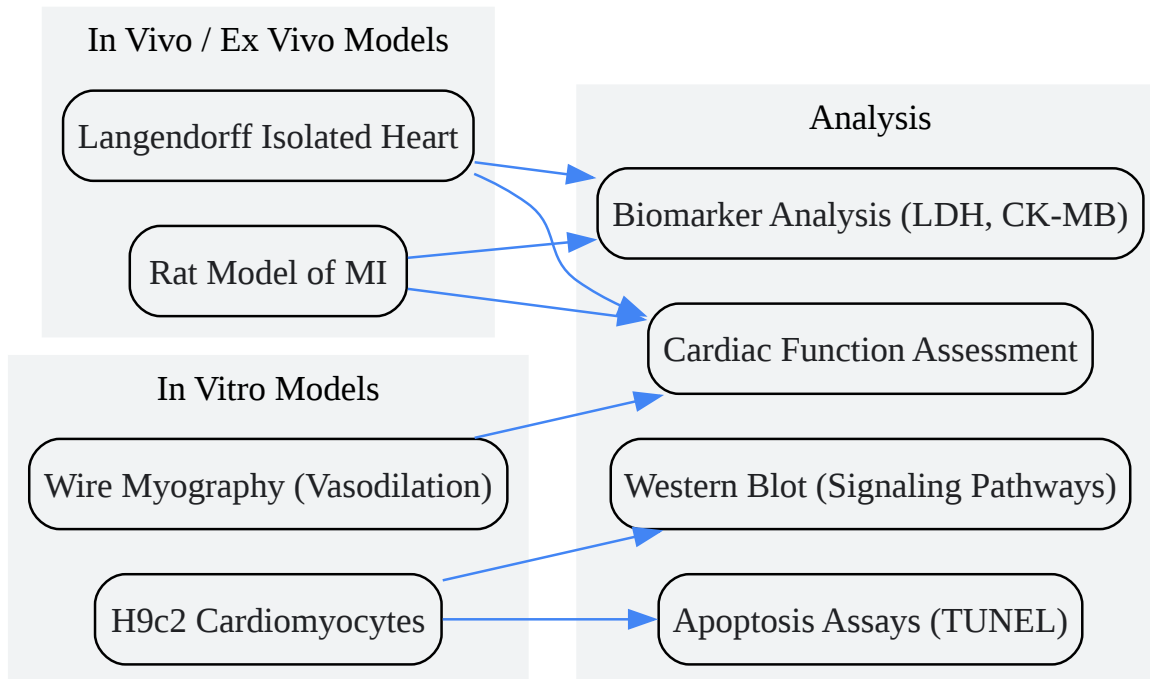 In Vivo / Ex Vivo Models
Langendorff Isolated Heart
Rat Model of MI
In Vitro Models
Wire Myography (Vasodilation)
H9c2 Cardiomyocytes
Analysis
Biomarker Analysis (LDH, CK-MB)
Cardiac Function Assessment
Western Blot (Signaling Pathways)
Apoptosis Assays (TUNEL)